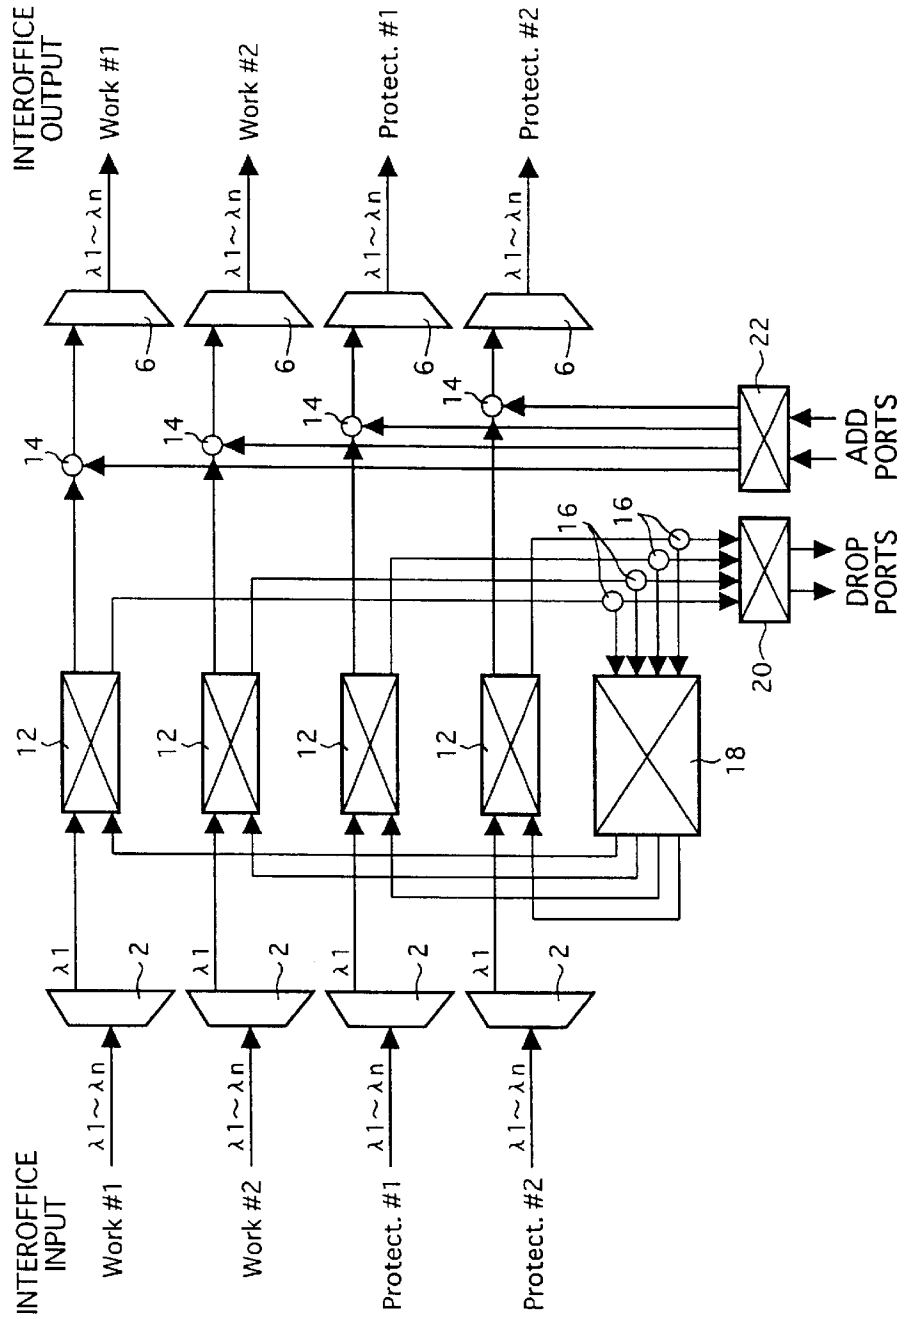 INTEROFFICE
INPUT
INTEROFFICE
OUTPUT
Work #1
λ1~λn
2
λ1
12
14
6
λ1~λn
Work #1
Work #2
λ1~λn
2
λ1
12
14
6
λ1~λn
Work #2
Protect. #1
λ1~λn
2
λ1
12
14
6
λ1~λn
Protect. #1
Protect. #2
λ1~λn
2
λ1
12
14
6
λ1~λn
Protect. #2
16
16
18
20
22
DROP
PORTS
ADD
PORTS